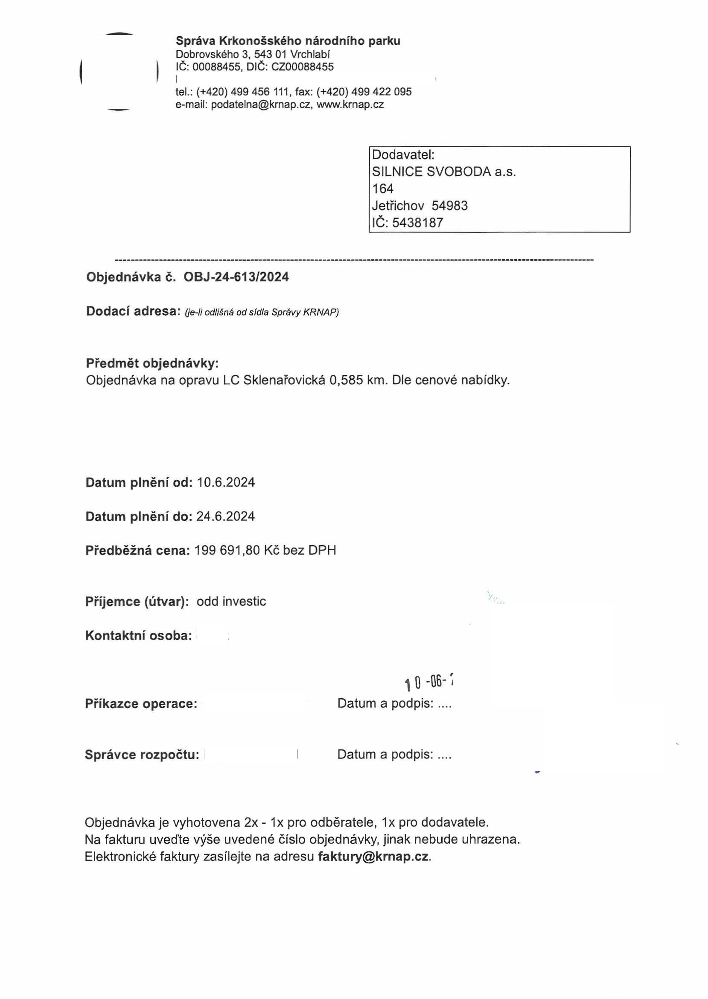 Správa Krkonošského národního parku
Dobrovského 3, 543 01 Vrchlabí
IČ: 00088455, DIČ: CZ00088455
tel.: (+420) 499 456 111, fax: (+420) 499 422 095
e-mail: podatelna@krnap.cz, www.krnap.cz
Dodavatel:
SILNICE SVOBODA a.s.
164
Jetřichov 54983
IČ: 5438187
Objednávka č. OBJ-24-613/2024
Dodací adresa: (je-li odlišná od sídla Správy KRNAP)
Předmět objednávky:
Objednávka na opravu LC Sklenařovická 0,585 km. Dle cenové nabídky.
Datum plnění od: 10.6.2024
Datum plnění do: 24.6.2024
Předběžná cena: 199 691,80 Kč bez DPH
Příjemce (útvar): odd investic
Kontaktní osoba:
10 -06-
Příkazce operace: Datum a podpis: ....
Správce rozpočtu: Datum a podpis: ....
Objednávka je vyhotovena 2x - 1x pro odběratele, 1x pro dodavatele.
Na fakturu uveďte výše uvedené číslo objednávky, jinak nebude uhrazena.
Elektronické faktury zasílejte na adresu faktury@krnap.cz.